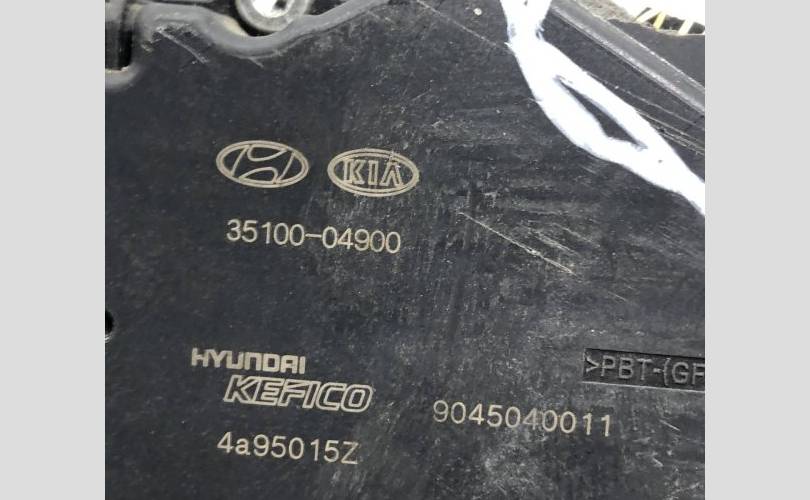 KIA
35100-04900
HYUNDAI
KEFICO
9045040011
4a95015Z
>PBT-(GF